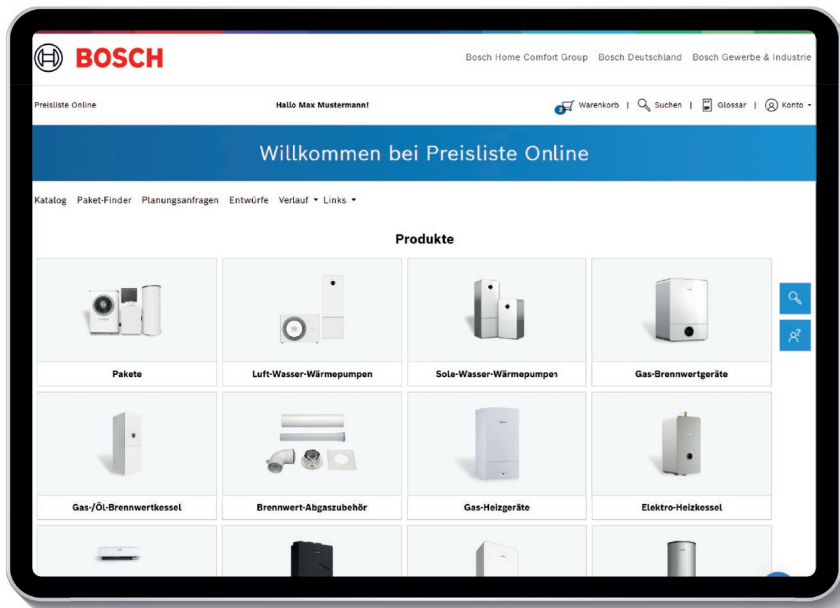 BOSCH
Bosch Home Comfort Group Bosch Deutschland Bosch Gewerbe & Industrie
Preisliste Online Hallo Max Mustermann! Warenkorb | Suchen | Glossar | Konto
Willkommen bei Preisliste Online
Katalog Paket-Finder Planungsanfragen Entwürfe Verlauf Links
Produkte
Pakete Luft-Wasser-Wärmepumpen Sole-Wasser-Wärmepumpen Gas-Brennwertgeräte
Gas-/Öl-Brennwertkessel Brennwert-Abgaszubehör Gas-Heizgeräte Elektro-Heizkessel